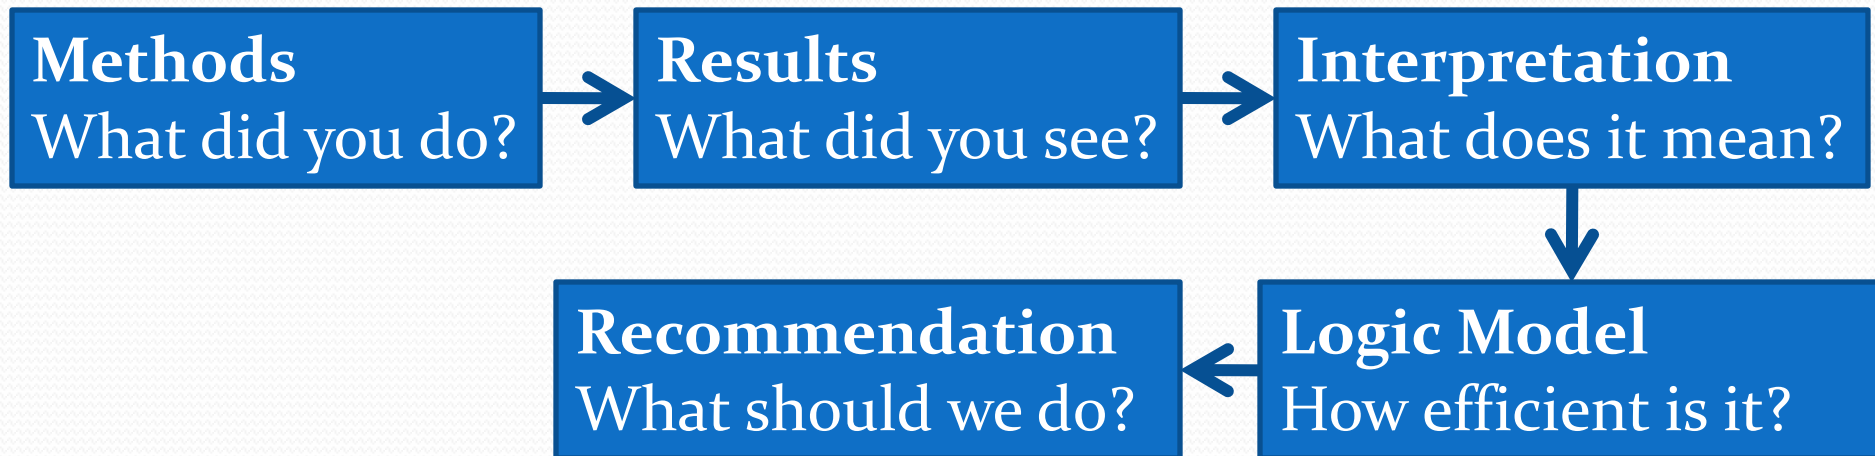 Methods
What did you do?
Results
What did you see?
Interpretation
What does it mean?
Logic Model
How efficient is it?
Recommendation
What should we do?